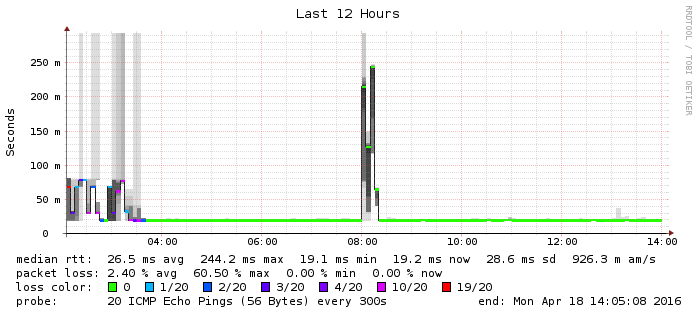 Last 12 Hours
RRDTOOL / TOBI OETIKER
Seconds
250 m
200 m
150 m
100 m
50 m
0
04:00 06:00 08:00 10:00 12:00 14:00
median rtt: 26.5 ms avg 244.2 ms max 19.1 ms min 19.2 ms now 28.6 ms sd 926.3 m am/s
packet loss: 2.40 % avg 60.50 % max 0.00 % min 0.00 % now
loss color: 0 1/20 2/20 3/20 4/20 10/20 19/20
probe: 20 ICMP Echo Pings (56 Bytes) every 300s end: Mon Apr 18 14:05:08 2016